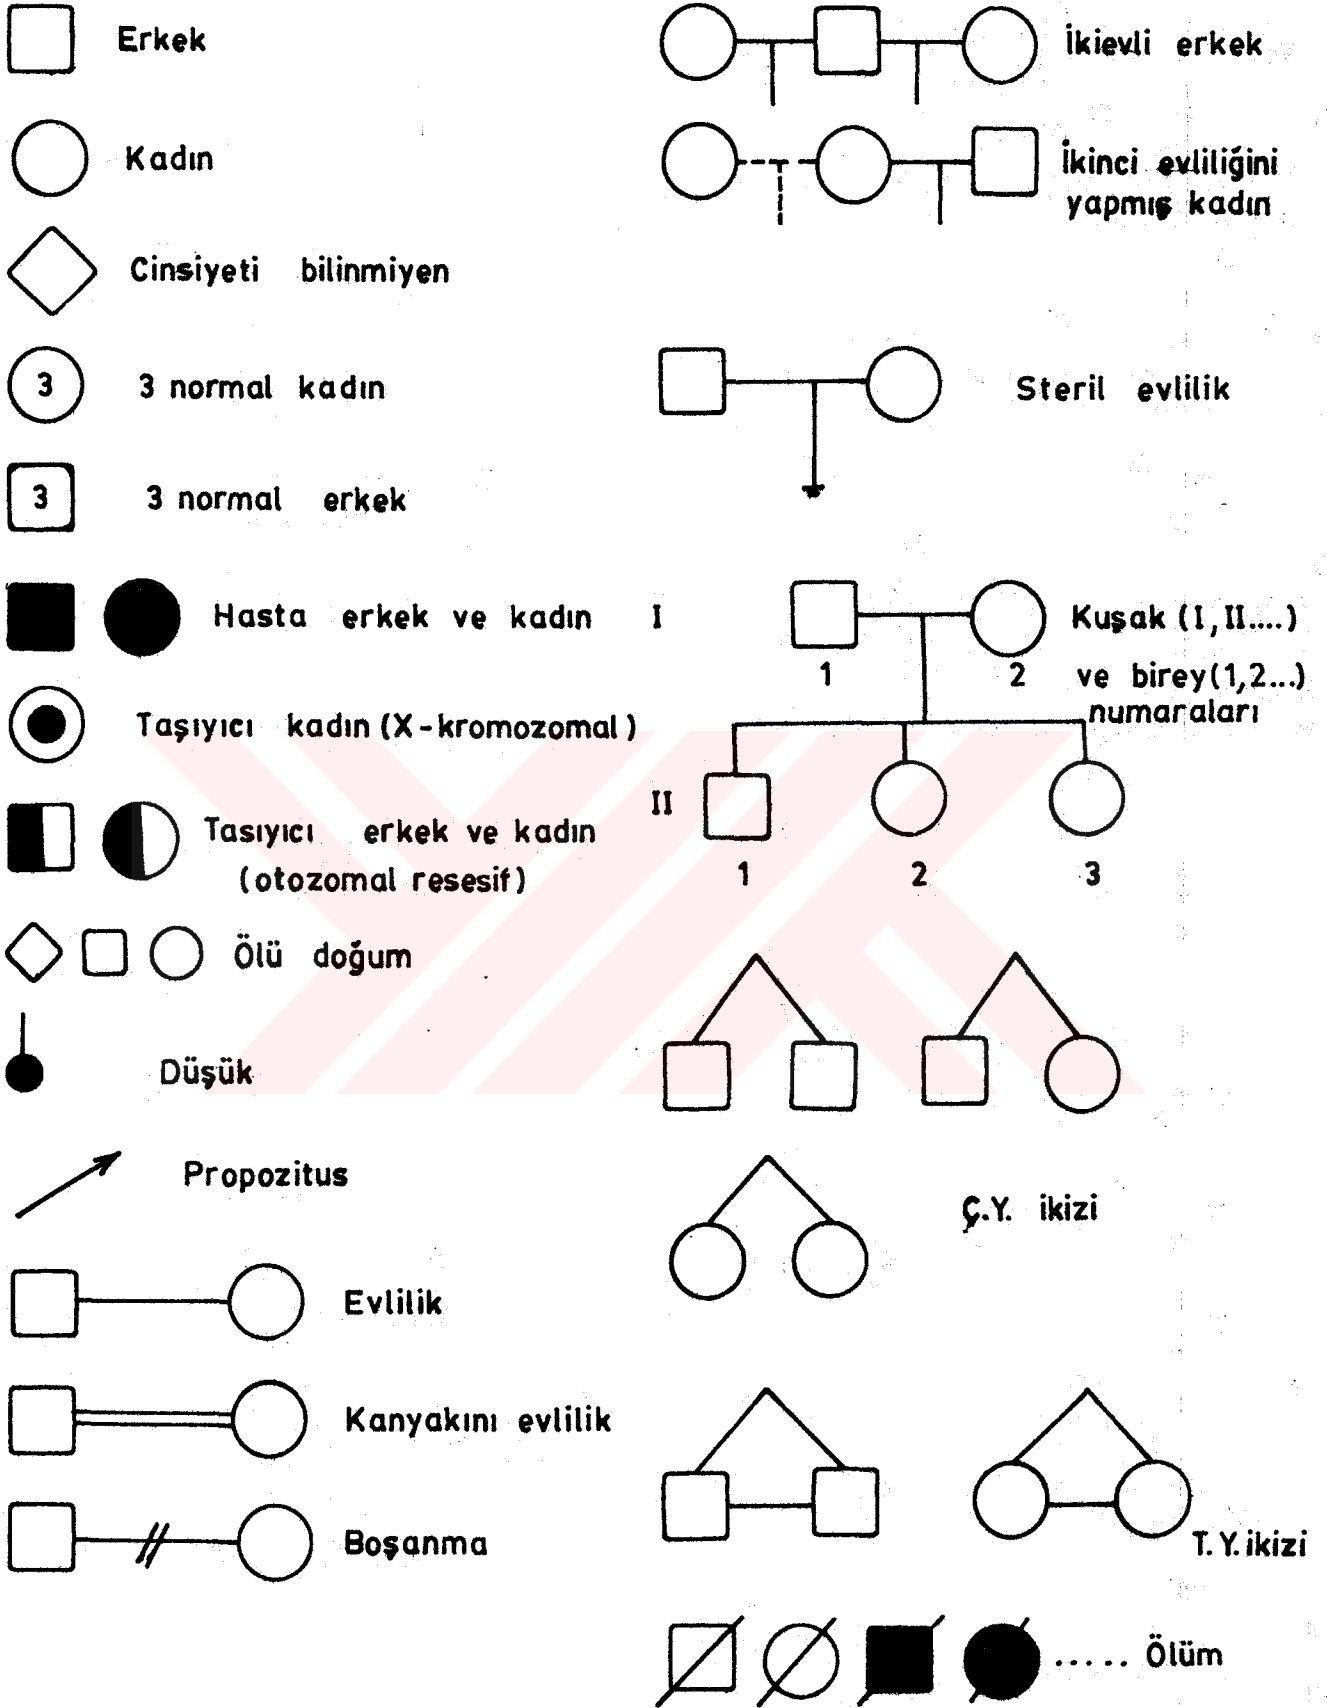 Erkek
Kadın
Cinsiyeti bilinmiyen
3 3 normal kadın
3 3 normal erkek
Hasta erkek ve kadın
Taşıyıcı kadın (X-kromozomal)
Tasıyıcı erkek ve kadın
(otozomal resesif)
Ölü doğum
Düşük
Propozitus
Evlilik
Kanyakını evlilik
Boşanma
İkievli erkek
İkinci evliliğini
yapmış kadın
Steril evlilik
I
1 2
Kuşak (I, II....)
ve birey(1,2...)
numaraları
II
1 2 3
Ç.Y. ikizi
T.Y. ikizi
..... Ölüm